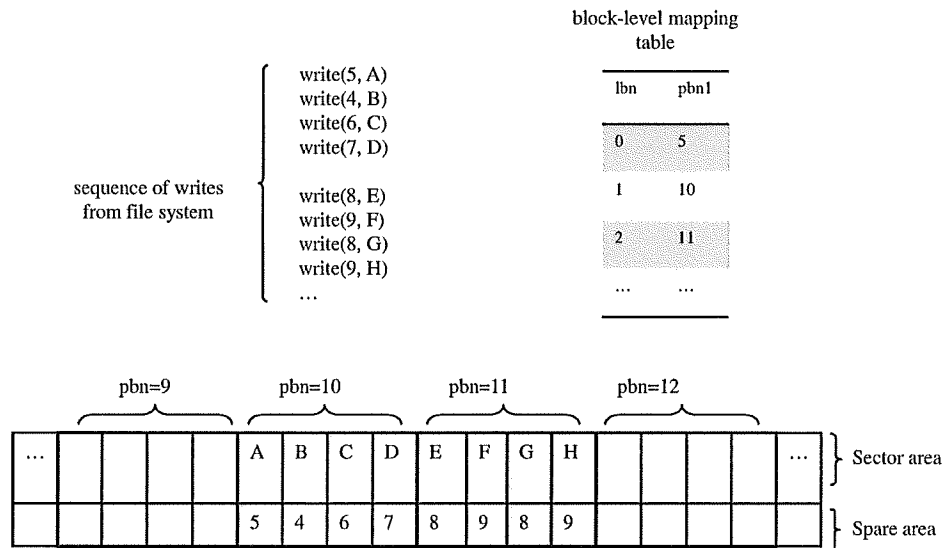 block-level mapping
table
sequence of writes
from file system
write(5, A)
write(4, B)
write(6, C)
write(7, D)
write(8, E)
write(9, F)
write(8, G)
write(9, H)
...
lbn pbn1
0 5
1 10
2 11
... ...
pbn=9 pbn=10 pbn=11 pbn=12
... A B C D E F G H ... Sector area
5 4 6 7 8 9 8 9 Spare area